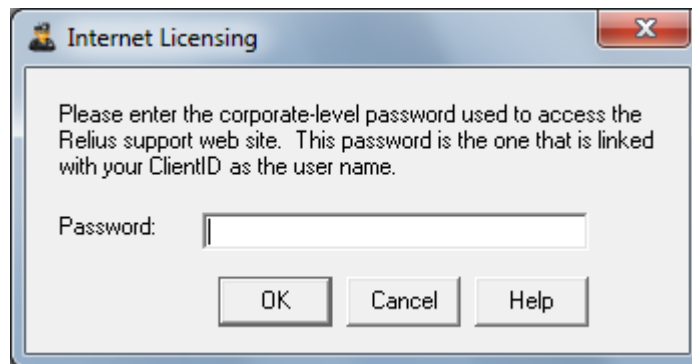 Internet Licensing
Please enter the corporate-level password used to access the
Relius support web site.  This password is the one that is linked
with your ClientID as the user name.
Password:
OK Cancel Help